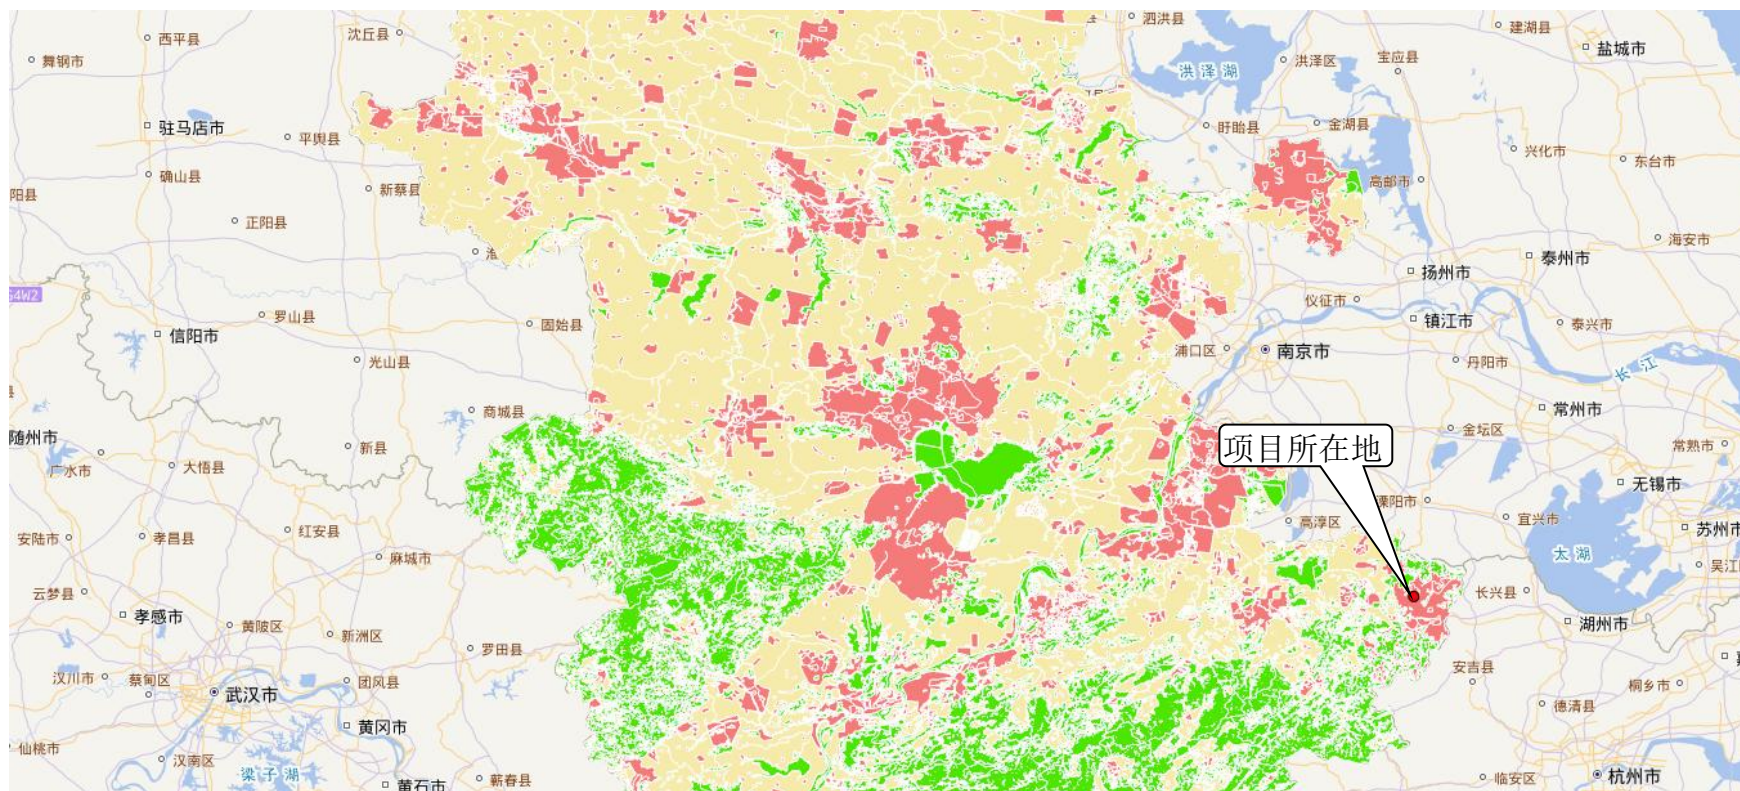 泗洪县
建湖县
沈丘县
西平县
盐城市
舞钢市
洪泽区
宝应县
洪泽湖
驻马店市
平舆县
盱眙县
金湖县
兴化市
东台市
确山县
新蔡县
高邮市
阳县
正阳县
海安市
泰州市
扬州市
G4W2
仪征市
罗山县
固始县
镇江市
泰兴市
信阳市
浦口区
南京市
光山县
丹阳市
长江
商城县
常州市
随州市
新县
项目所在地
金坛区
常熟市
广水市
大悟县
无锡市
溧阳市
安陆市
孝昌县
红安县
高淳区
宜兴市
苏州市
麻城市
太湖
吴江
云梦县
长兴县
孝感市
黄陂区
新洲区
湖州市
罗田县
安吉县
汉川市
蔡甸区
武汉市
团风县
桐乡市
德清县
黄冈市
仙桃市
汉南区
梁子湖
黄石市
蕲春县
临安区
杭州市